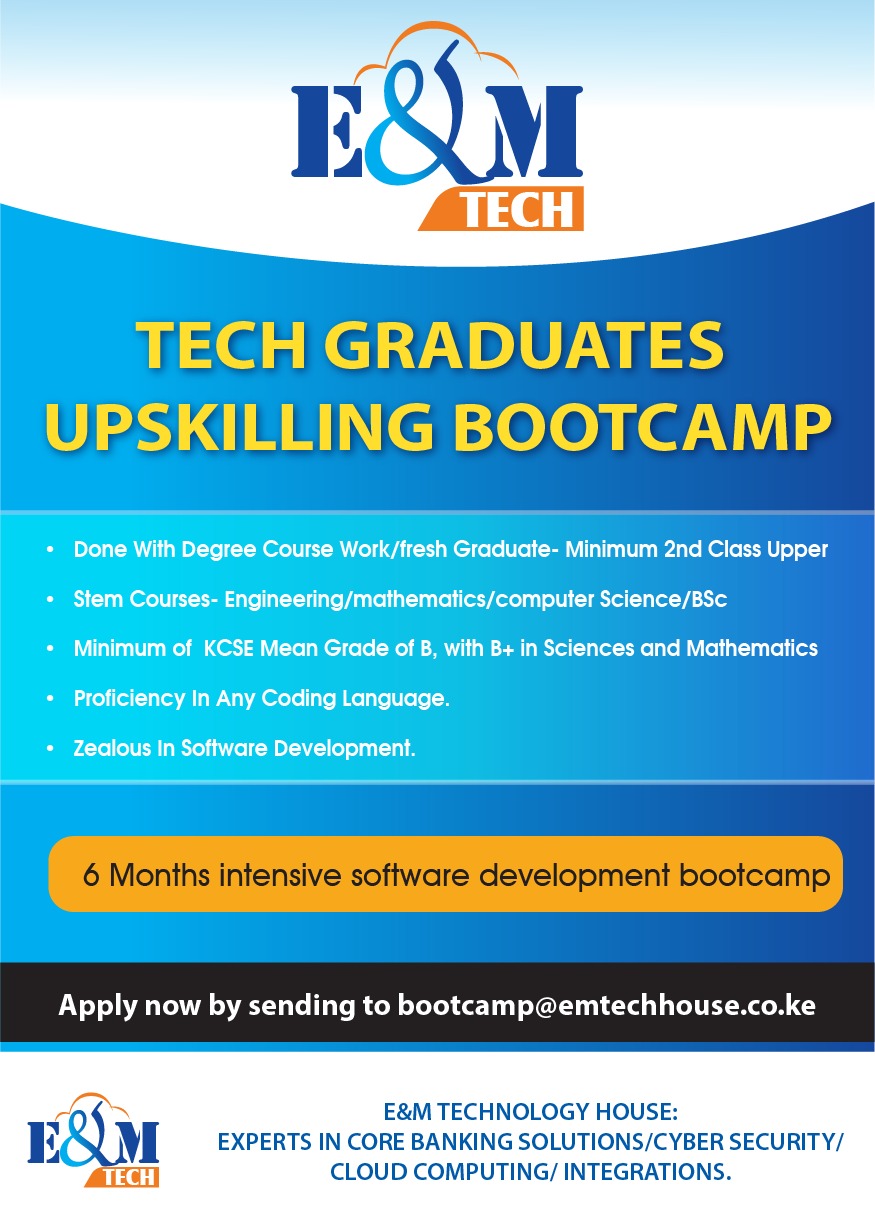 E&M
TECH
TECH GRADUATES
UPSKILLING BOOTCAMP
• Done With Degree Course Work/fresh Graduate- Minimum 2nd Class Upper
• Stem Courses- Engineering/mathematics/computer Science/BSc
• Minimum of KCSE Mean Grade of B, with B+ in Sciences and Mathematics
• Proficiency In Any Coding Language.
• Zealous In Software Development.
6 Months intensive software development bootcamp
Apply now by sending to bootcamp@emtechhouse.co.ke
E&M
TECH
E&M TECHNOLOGY HOUSE:
EXPERTS IN CORE BANKING SOLUTIONS/CYBER SECURITY/
CLOUD COMPUTING/ INTEGRATIONS.